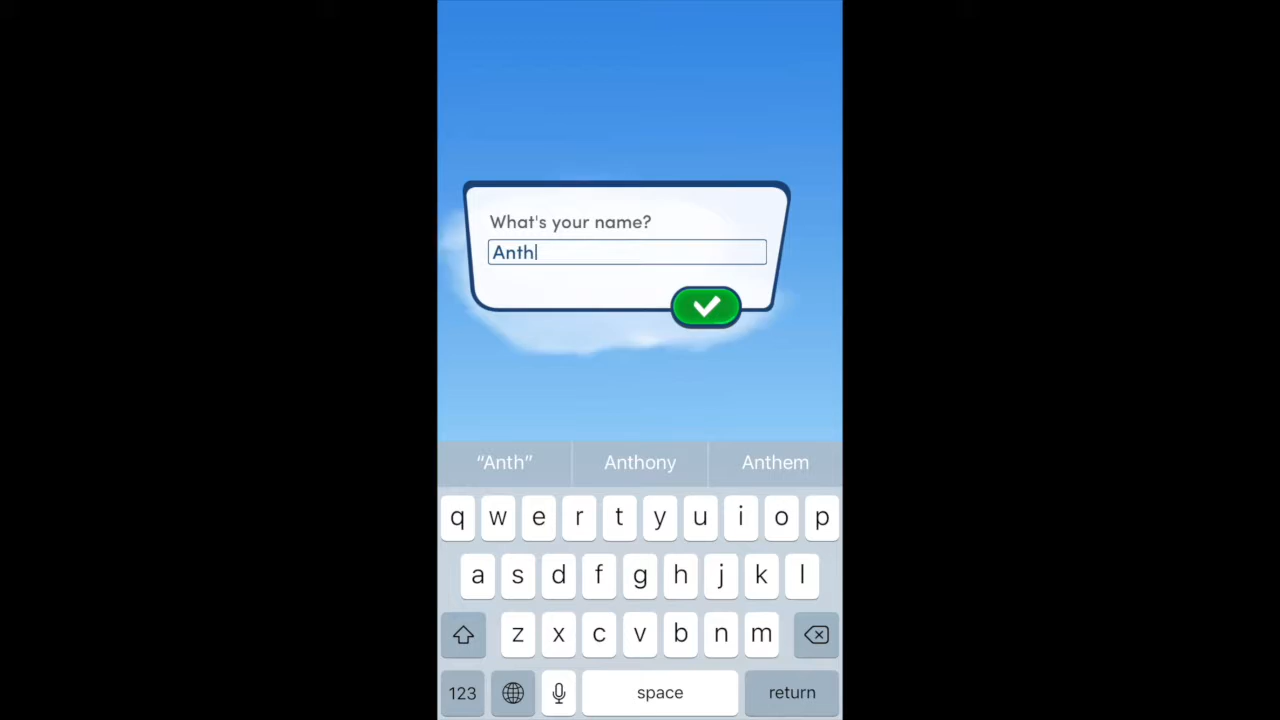 What's your name?
Anth
“Anth” Anthony Anthem
q w e r t y u i o p
a s d f g h j k l
z x c v b n m
123 space return